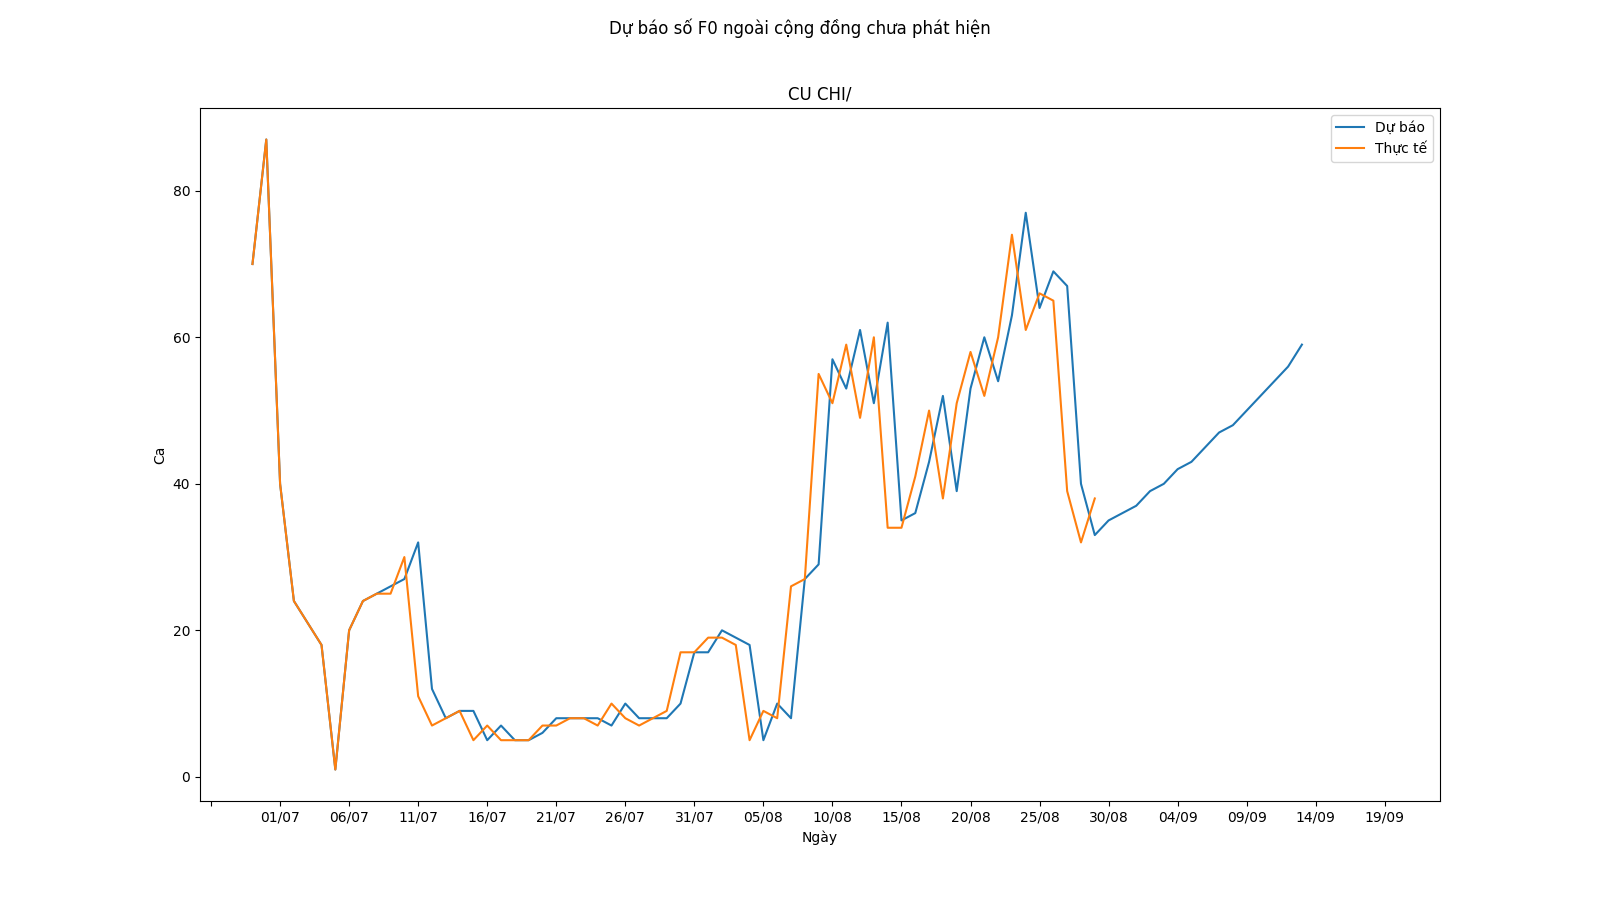 Dự báo số F0 ngoài cộng đồng chưa phát hiện
CU CHI/
Dự báo
Thực tế
80
60
40
20
0
Ca
01/07 06/07 11/07 16/07 21/07 26/07 31/07 05/08 10/08 15/08 20/08 25/08 30/08 04/09 09/09 14/09 19/09
Ngày